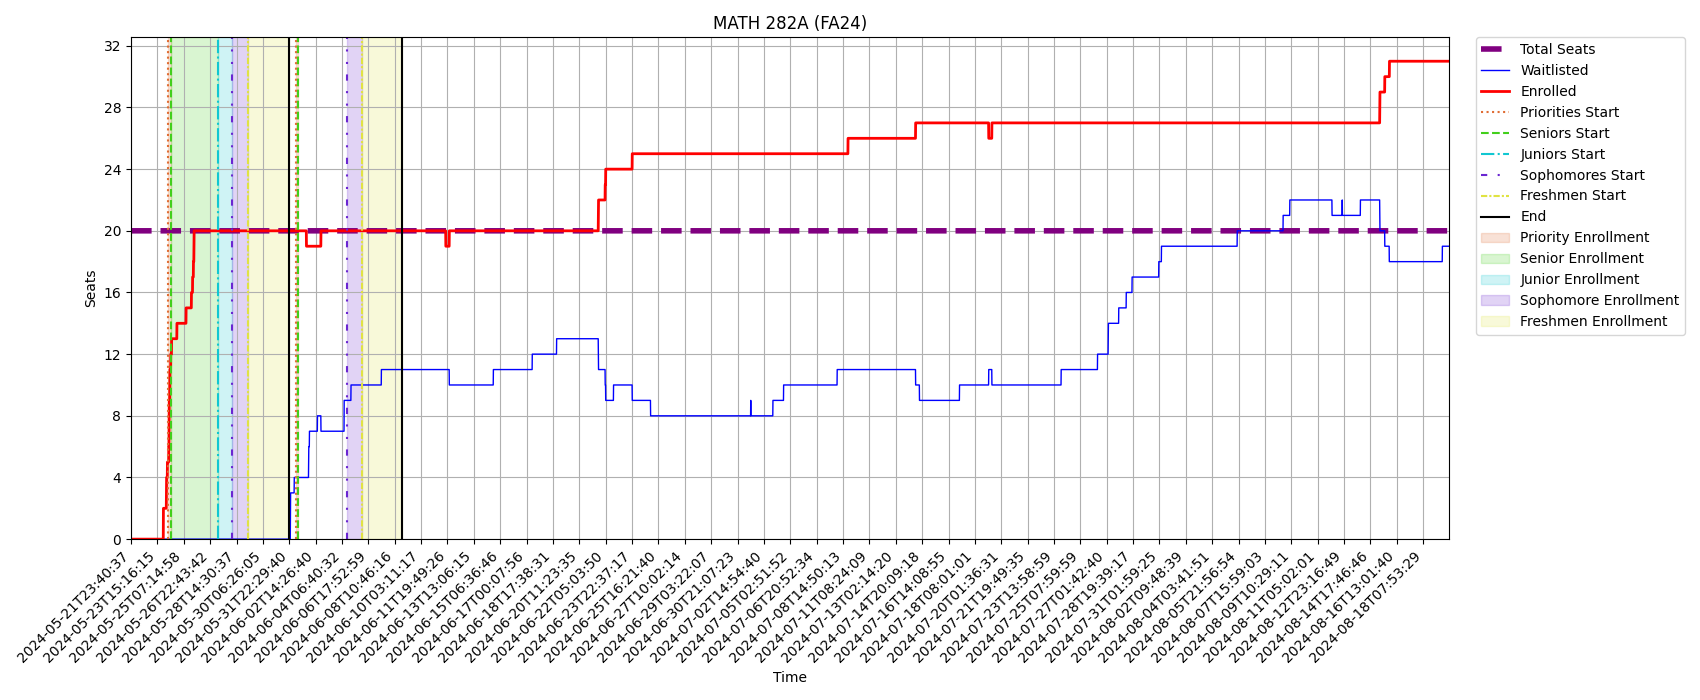 MATH 282A (FA24)
Seats
32
28
24
20
16
12
8
4
0
2024-05-21T23:40:37
2024-05-23T15:16:15
2024-05-25T07:14:58
2024-05-26T22:43:42
2024-05-28T14:30:37
2024-05-30T06:26:05
2024-05-31T22:29:40
2024-06-02T14:26:40
2024-06-04T06:40:32
2024-06-06T17:52:59
2024-06-08T10:46:16
2024-06-10T03:11:17
2024-06-11T19:49:26
2024-06-13T13:06:15
2024-06-15T06:36:46
2024-06-17T00:07:56
2024-06-18T17:38:31
2024-06-20T11:23:35
2024-06-22T05:03:50
2024-06-23T22:37:17
2024-06-25T16:21:40
2024-06-27T10:02:14
2024-06-29T03:22:07
2024-06-30T21:07:23
2024-07-02T14:54:40
2024-07-05T02:51:52
2024-07-06T20:52:34
2024-07-08T14:50:13
2024-07-11T08:24:09
2024-07-13T02:14:20
2024-07-14T20:09:18
2024-07-16T14:08:55
2024-07-18T08:01:01
2024-07-20T01:36:31
2024-07-21T19:49:35
2024-07-23T13:58:59
2024-07-25T07:59:59
2024-07-27T01:42:40
2024-07-28T19:39:17
2024-07-31T01:59:25
2024-08-02T09:48:39
2024-08-04T03:41:51
2024-08-05T21:56:54
2024-08-07T15:59:03
2024-08-09T10:29:11
2024-08-11T05:02:01
2024-08-12T23:16:49
2024-08-14T17:46:46
2024-08-16T13:01:40
2024-08-18T07:53:29
Time
Total Seats
Waitlisted
Enrolled
Priorities Start
Seniors Start
Juniors Start
Sophomores Start
Freshmen Start
End
Priority Enrollment
Senior Enrollment
Junior Enrollment
Sophomore Enrollment
Freshmen Enrollment